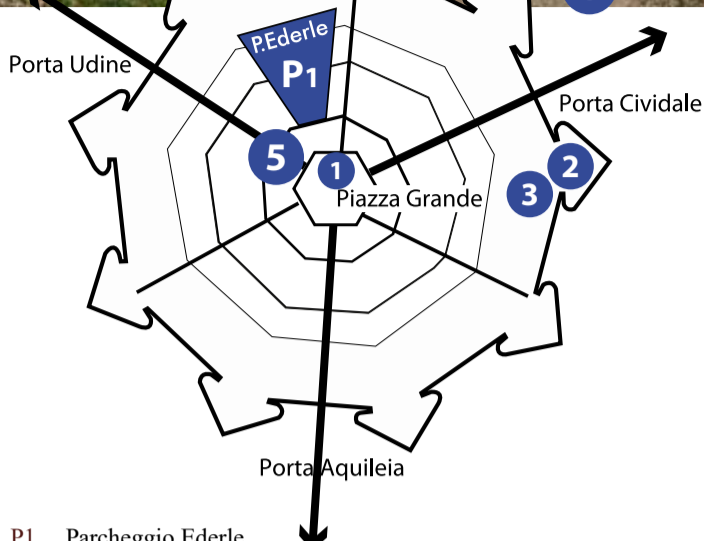 P.Ederle
P1
Porta Udine
Porta Cividale
5
1
2
3
Piazza Grande
Porta Aquileia
P1 Parcheggio Ederle